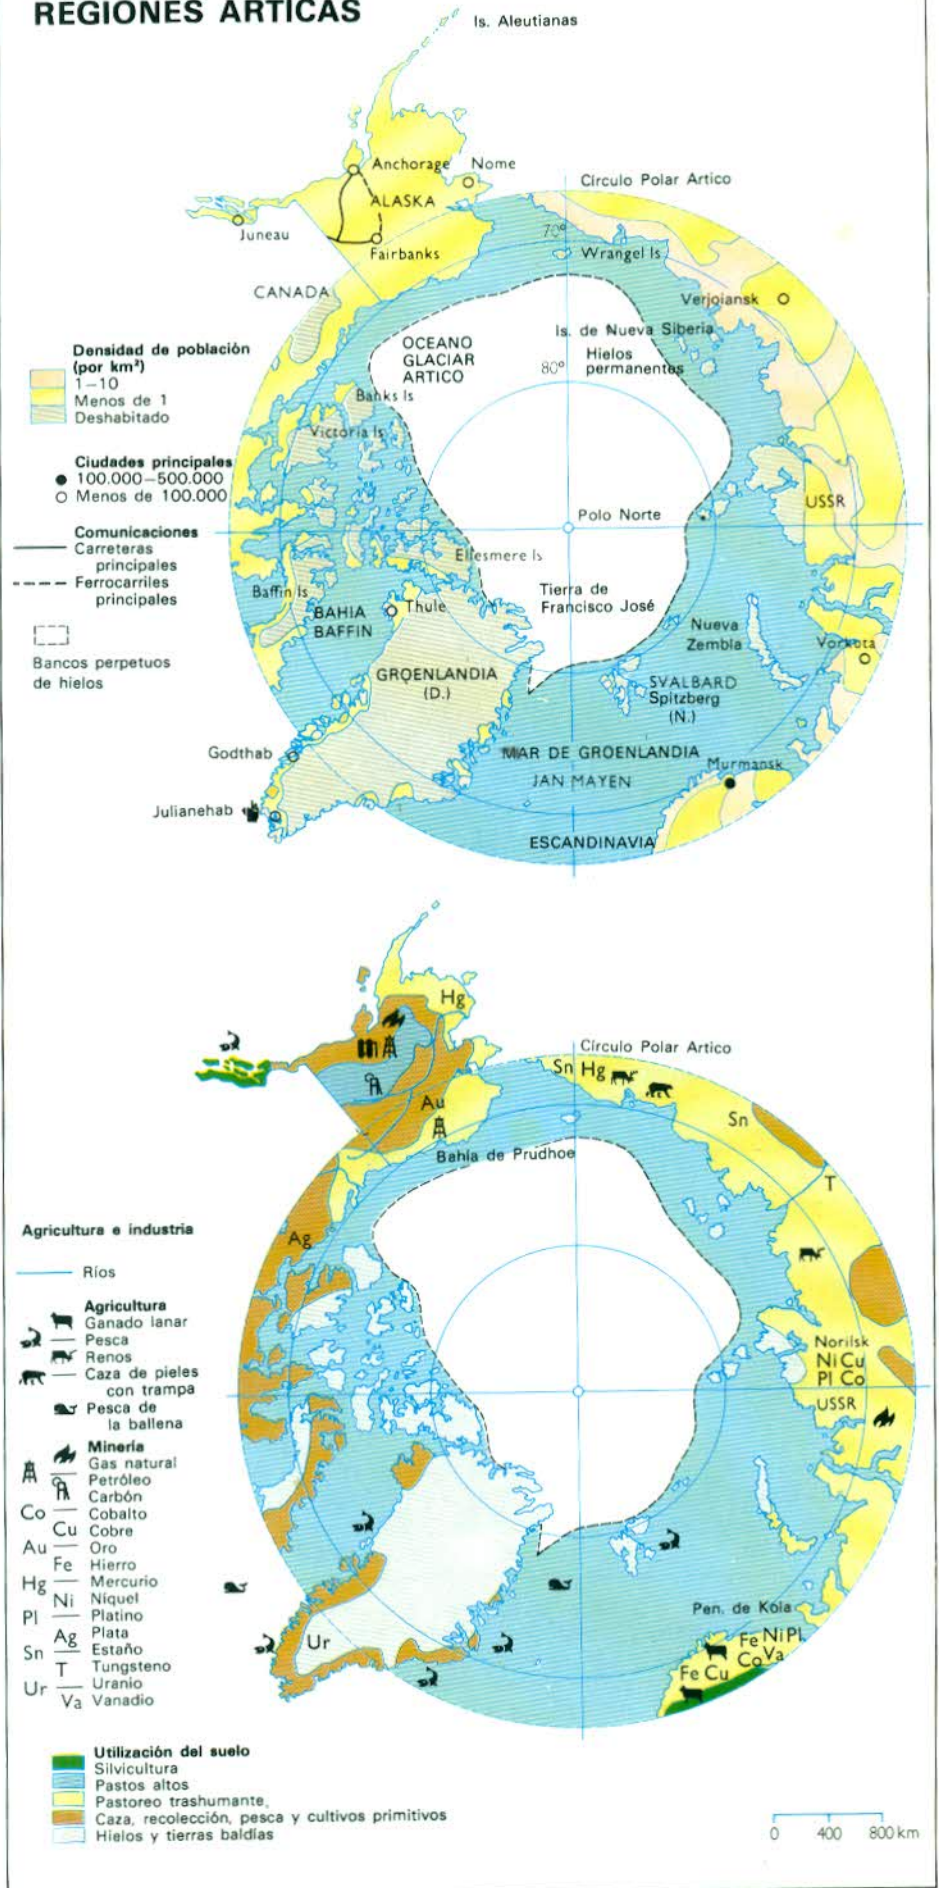 REGIONES ARTICAS
Is. Aleutianas
Anchorage
Nome
Círculo Polar Artico
ALASKA
Juneau
70º
Fairbanks
Wrangel Is
CANADA
Verjoiansk
Is. de Nueva Siberia
OCEANO
GLACIAR
ARTICO
Hielos
permanentes
80º
Banks Is
Victoria Is
Densidad de población
(por km²)
1–10
Menos de 1
Deshabitado
Ciudades principales
100.000–500.000
Menos de 100.000
Comunicaciones
Carreteras
principales
Ferrocarriles
principales
Bancos perpetuos
de hielos
USSR
Polo Norte
Ellesmere Is
Tierra de
Francisco José
Baffin Is
Thule
BAHIA
BAFFIN
Nueva
Zembla
Vorkuta
GROENLANDIA
(D.)
SVALBARD
Spitzberg
(N.)
Godthab
MAR DE GROENLANDIA
Murmansk
JAN MAYEN
Julianehab
ESCANDINAVIA
Hg
Círculo Polar Artico
Sn Hg
Au
Sn
Bahía de Prudhoe
T
Ag
Norilsk
Ni Cu
Pl Co
USSR
Agricultura e industria
Ríos
Agricultura
Ganado lanar
Pesca
Renos
Caza de pieles
con trampa
Pesca de
la ballena
Minería
Gas natural
Petróleo
Carbón
Co Cobalto
Cu Cobre
Au Oro
Fe Hierro
Hg Mercurio
Ni Níquel
Pl Platino
Ag Plata
Sn Estaño
T Tungsteno
Ur Uranio
Va Vanadio
Pen. de Kola
Ur
Fe Ni Pl
Co Va
Fe Cu
Utilización del suelo
Silvicultura
Pastos altos
Pastoreo trashumante,
Caza, recolección, pesca y cultivos primitivos
Hielos y tierras baldías
0 400 800 km